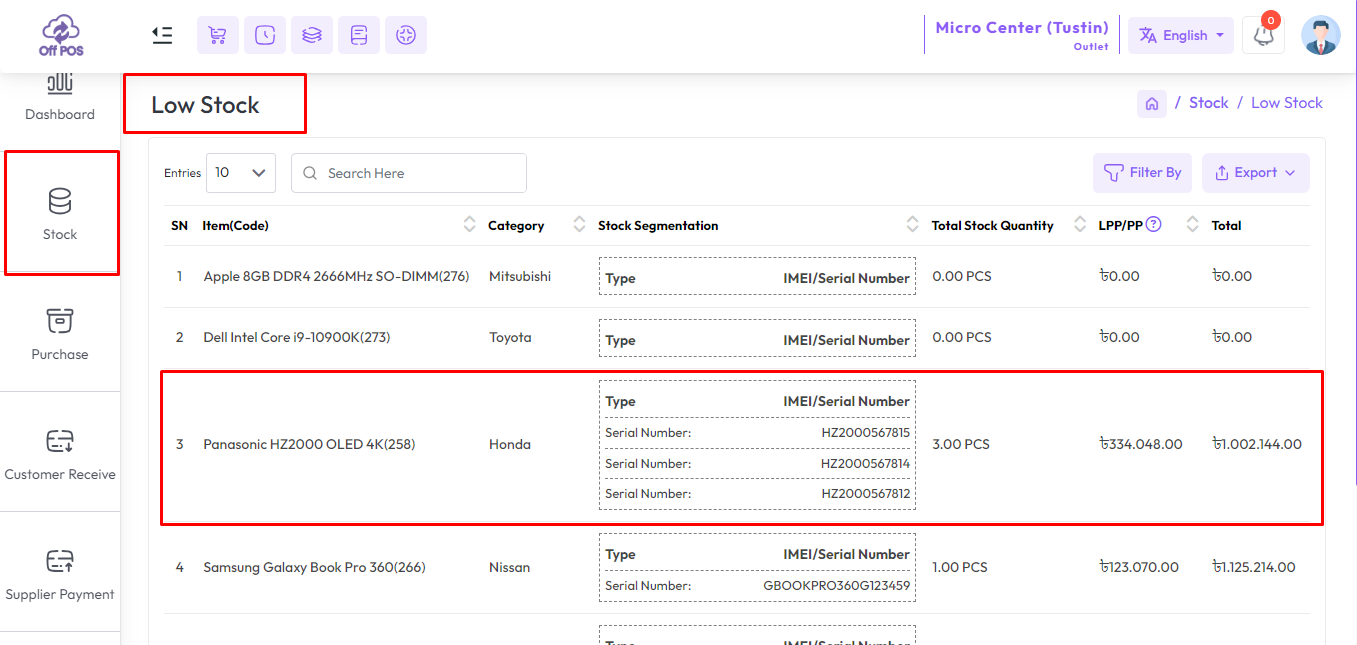 Off POS
Micro Center (Tustin)
Outlet
English
0
Dashboard
Stock
Purchase
Customer Receive
Supplier Payment
Low Stock
/ Stock / Low Stock
Entries 10 Search Here Filter By Export
SN Item(Code) Category Stock Segmentation Total Stock Quantity LPP/PP ? Total
1 Apple 8GB DDR4 2666MHz SO-DIMM(276) Mitsubishi Type IMEI/Serial Number 0.00 PCS ৳0.00 ৳0.00
2 Dell Intel Core i9-10900K(273) Toyota Type IMEI/Serial Number 0.00 PCS ৳0.00 ৳0.00
Type IMEI/Serial Number
Serial Number: HZ2000567815
3 Panasonic HZ2000 OLED 4K(258) Honda 3.00 PCS ৳334.048.00 ৳1.002.144.00
Serial Number: HZ2000567814
Serial Number: HZ2000567812
Type IMEI/Serial Number
4 Samsung Galaxy Book Pro 360(266) Nissan 1.00 PCS ৳123.070.00 ৳1.125.214.00
Serial Number: GBOOKPRO360G123459
Type IMEI/Serial Number